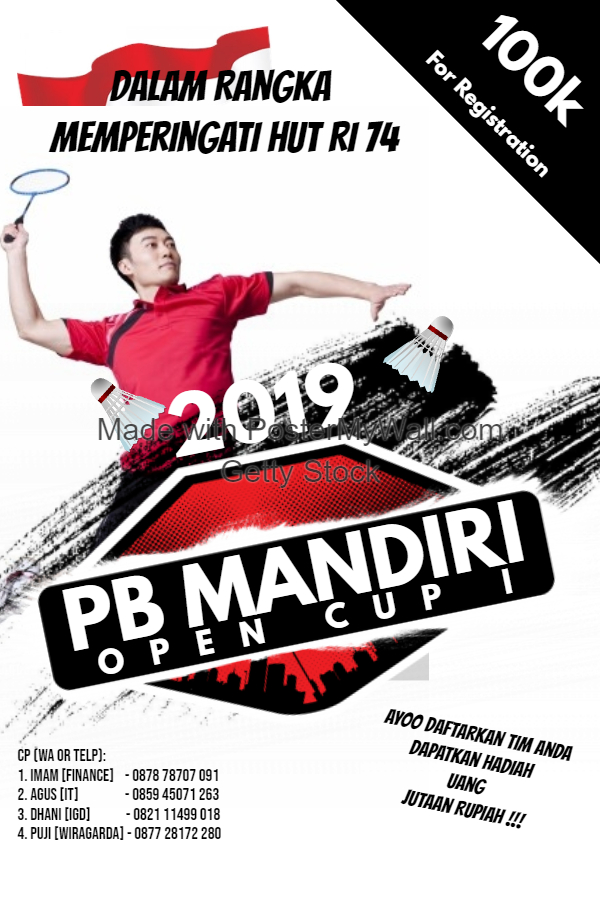 100k
For Registration
DALAM RANGKA
MEMPERINGATI HUT RI 74
2019
Made with PosterMyWall.com
Getty Stock
PB MANDIRI
OPEN CUP I
AYOO DAFTARKAN TIM ANDA
DAPATKAN HADIAH
UANG
JUTAAN RUPIAH !!!
CP (WA OR TELP):
1. IMAM [FINANCE] - 0878 78707 091
2. AGUS [IT] - 0859 45071 263
3. DHANI [IGD] - 0821 11499 018
4. PUJI [WIRAGARDA] - 0877 28172 280